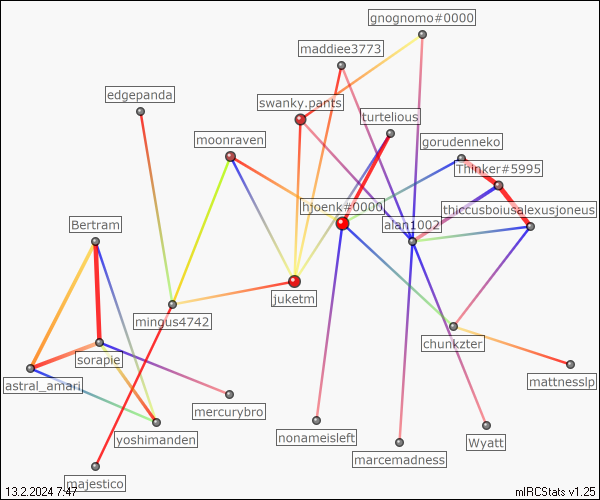 gnognomo#0000
maddiee3773
edgepanda
swanky.pants
turtelious
moonraven
gorudenneko
Thinker#5995
hjoenk#0000
thiccusboiusalexusjoneus
Bertram
alan1002
juketm
mingus4742
chunkzter
sorapie
astral_amari
mattnesslp
mercurybro
yoshimanden
nonameisleft
Wyatt
marcemadness
majestico
13.2.2024 7:47
mIRCStats v1.25